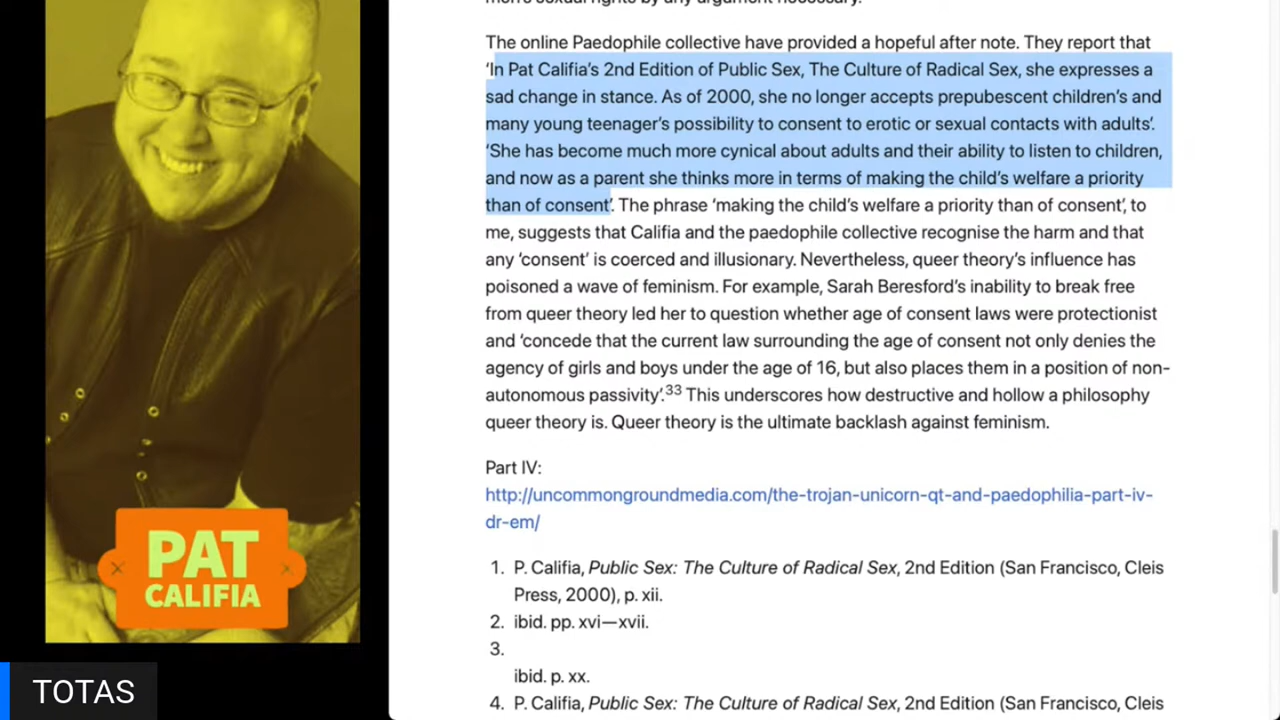 men's sexual rights by any argument necessary.
The online Paedophile collective have provided a hopeful after note. They report that
‘In Pat Califia’s 2nd Edition of Public Sex, The Culture of Radical Sex, she expresses a
sad change in stance. As of 2000, she no longer accepts prepubescent children’s and
many young teenager’s possibility to consent to erotic or sexual contacts with adults’.
‘She has become much more cynical about adults and their ability to listen to children,
and now as a parent she thinks more in terms of making the child’s welfare a priority
than of consent’. The phrase ‘making the child’s welfare a priority than of consent’, to
me, suggests that Califia and the paedophile collective recognise the harm and that
any ‘consent’ is coerced and illusionary. Nevertheless, queer theory’s influence has
poisoned a wave of feminism. For example, Sarah Beresford’s inability to break free
from queer theory led her to question whether age of consent laws were protectionist
and ‘concede that the current law surrounding the age of consent not only denies the
agency of girls and boys under the age of 16, but also places them in a position of non-
autonomous passivity’.33 This underscores how destructive and hollow a philosophy
queer theory is. Queer theory is the ultimate backlash against feminism.
Part IV:
http://uncommongroundmedia.com/the-trojan-unicorn-qt-and-paedophilia-part-iv-
dr-em/
1. P. Califia, Public Sex: The Culture of Radical Sex, 2nd Edition (San Francisco, Cleis
Press, 2000), p. xii.
2. ibid. pp. xvi—xvii.
3.
ibid. p. xx.
4. P. Califia, Public Sex: The Culture of Radical Sex, 2nd Edition (San Francisco, Cleis
PAT
CALIFIA
TOTAS